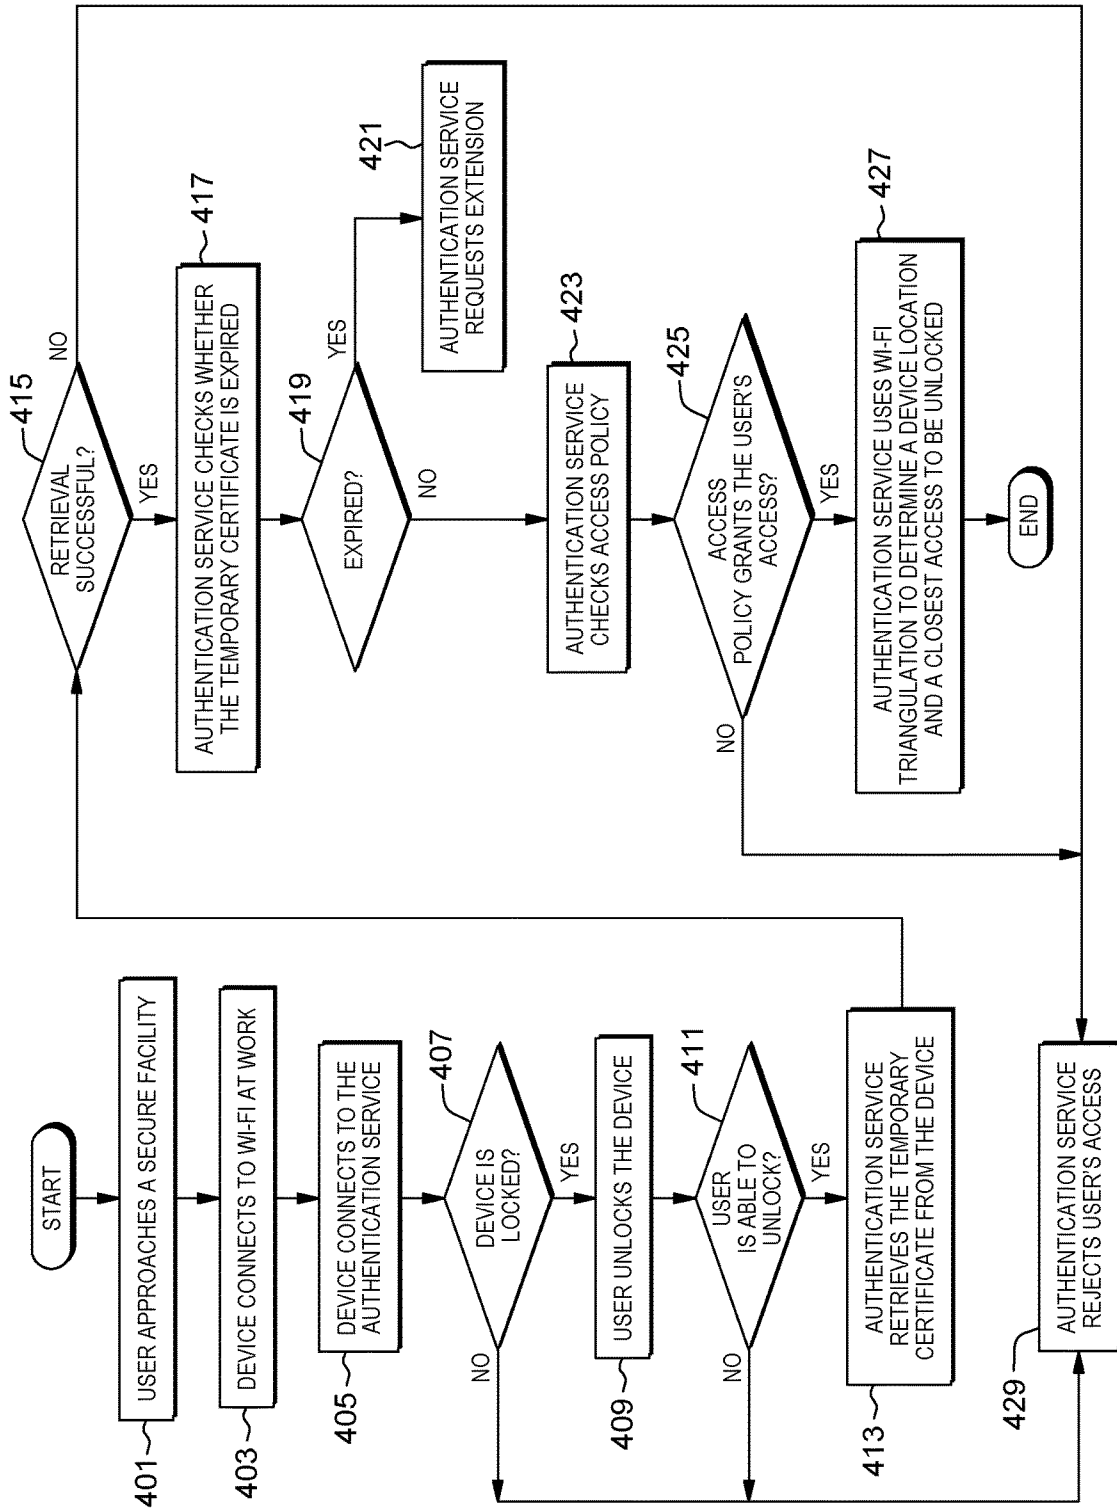 START
USER APPROACHES A SECURE FACILITY
401
DEVICE CONNECTS TO WI-FI AT WORK
403
DEVICE CONNECTS TO THE
AUTHENTICATION SERVICE
405
DEVICE IS
LOCKED?
407
NO
YES
USER UNLOCKS THE DEVICE
409
USER
IS ABLE TO
UNLOCK?
411
NO
YES
AUTHENTICATION SERVICE
RETRIEVES THE TEMPORARY
CERTIFICATE FROM THE DEVICE
413
AUTHENTICATION SERVICE
REJECTS USER'S ACCESS
429
RETRIEVAL
SUCCESSFUL?
415
NO
YES
AUTHENTICATION SERVICE CHECKS WHETHER
THE TEMPORARY CERTIFICATE IS EXPIRED
417
EXPIRED?
419
YES
NO
AUTHENTICATION SERVICE
REQUESTS EXTENSION
421
AUTHENTICATION SERVICE
CHECKS ACCESS POLICY
423
ACCESS
POLICY GRANTS THE USER'S
ACCESS?
425
NO
YES
AUTHENTICATION SERVICE USES WI-FI
TRIANGULATION TO DETERMINE A DEVICE LOCATION
AND A CLOSEST ACCESS TO BE UNLOCKED
427
END